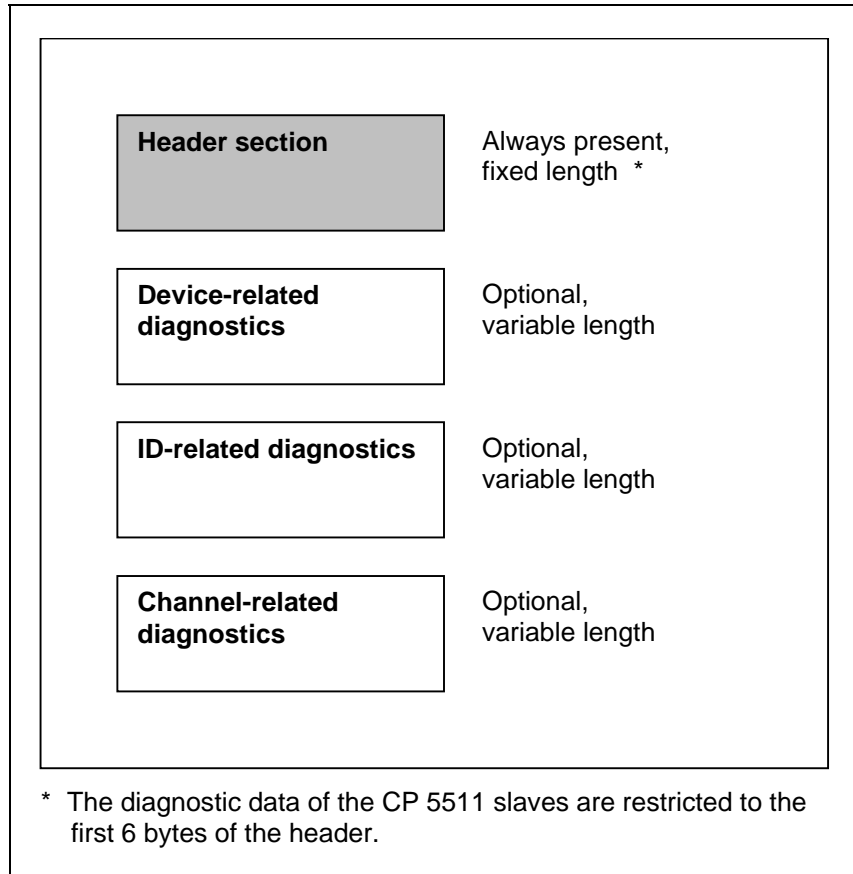 Header section
Always present,
fixed length *
Device-related
diagnostics
Optional,
variable length
ID-related diagnostics
Optional,
variable length
Channel-related
diagnostics
Optional,
variable length
* The diagnostic data of the CP 5511 slaves are restricted to the
first 6 bytes of the header.